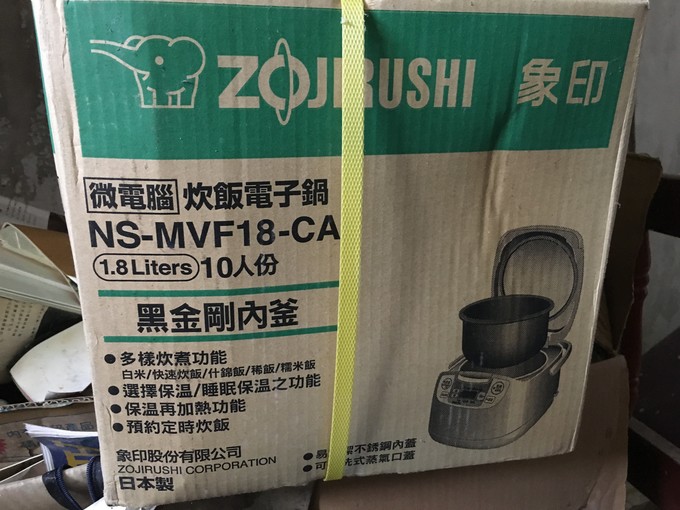 ZOJIRUSHI 象印
微電腦 炊飯電子鍋
NS-MVF18-CA
1.8 Liters 10人份
黑金剛內釜
●多樣炊煮功能
白米/快速炊飯/什錦飯/稀飯/糯米飯
●選擇保溫/睡眠保溫之功能
●保溫再加熱功能
●預約定時炊飯
象印股份有限公司
ZOJIRUSHI CORPORATION
日本製
●易 潔不銹鋼內蓋
●可 洗式蒸氣口蓋